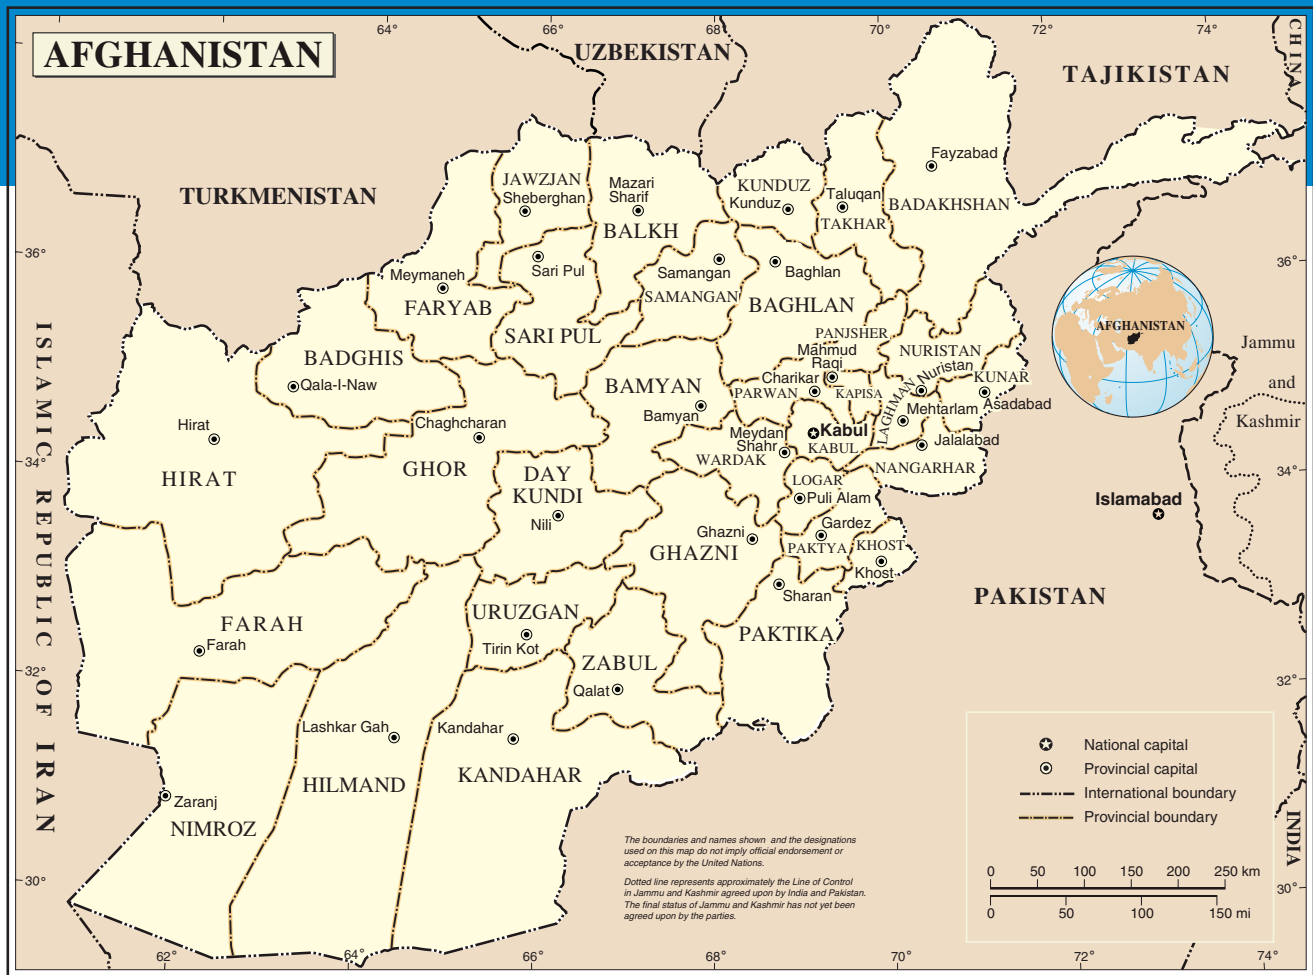 64°
66°
68°
70°
72°
74°
AFGHANISTAN
UZBEKISTAN
TAJIKISTAN
CHINA
TURKMENISTAN
JAWZJAN
Sheberghan
Mazari
Sharif
BALKH
KUNDUZ
Kunduz
Taluqan
TAKHAR
Fayzabad
BADAKHSHAN
36°
36°
Meymaneh
FARYAB
Sari Pul
SARI PUL
Samangan
SAMANGAN
Baghlan
BAGHLAN
PANJSHER
BADGHIS
Qala-I-Naw
BAMYAN
Bamyan
Mahmud
Raqi
Charikar
PARWAN
KAPISA
NURISTAN
Nuristan
KUNAR
Asadabad
LAGHMAN
Mehtarlam
AFGHANISTAN
Jammu
and
Kashmir
Hirat
HIRAT
Chaghcharan
GHOR
DAY
KUNDI
Nili
Meydan
Shahr
WARDAK
Kabul
KABUL
Jalalabad
NANGARHAR
34°
34°
LOGAR
Puli Alam
Islamabad
Ghazni
GHAZNI
Gardez
PAKTYA
KHOST
Khost
ISLAMIC REPUBLIC OF IRAN
FARAH
Farah
URUZGAN
Tirin Kot
ZABUL
Qalat
Sharan
PAKTIKA
PAKISTAN
32°
32°
Lashkar Gah
HILMAND
Kandahar
KANDAHAR
Zaranj
NIMROZ
National capital
Provincial capital
International boundary
Provincial boundary
INDIA
0 50 100 150 200 250 km
0 50 100 150 mi
The boundaries and names shown and the designations
used on this map do not imply official endorsement or
acceptance by the United Nations.
Dotted line represents approximately the Line of Control
in Jammu and Kashmir agreed upon by India and Pakistan.
The final status of Jammu and Kashmir has not yet been
agreed upon by the parties.
30°
30°
62°
64°
66°
68°
70°
72°
74°